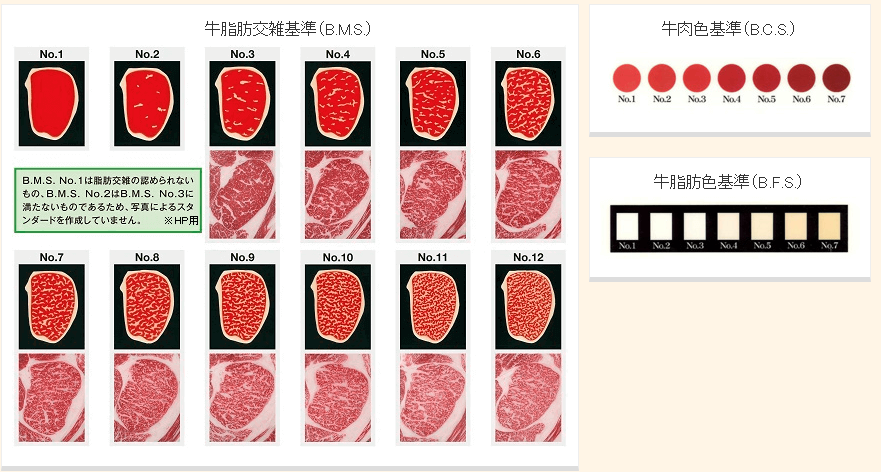 牛脂肪交雑基準（B.M.S.）
No.1 No.2 No.3 No.4 No.5 No.6
B.M.S. No.1は脂肪交雑の認められない
もの、B.M.S. No.2はB.M.S. No.3に
満たないものであるため、写真によるスタ
ンダードを作成していません。 ※HP用
No.7 No.8 No.9 No.10 No.11 No.12
牛肉色基準（B.C.S.）
No.1 No.2 No.3 No.4 No.5 No.6 No.7
牛脂肪色基準（B.F.S.）
No.1 No.2 No.3 No.4 No.5 No.6 No.7